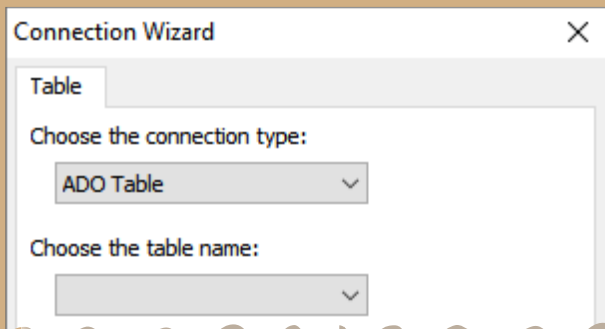 Connection Wizard
Table
Choose the connection type:
ADO Table
Choose the table name: